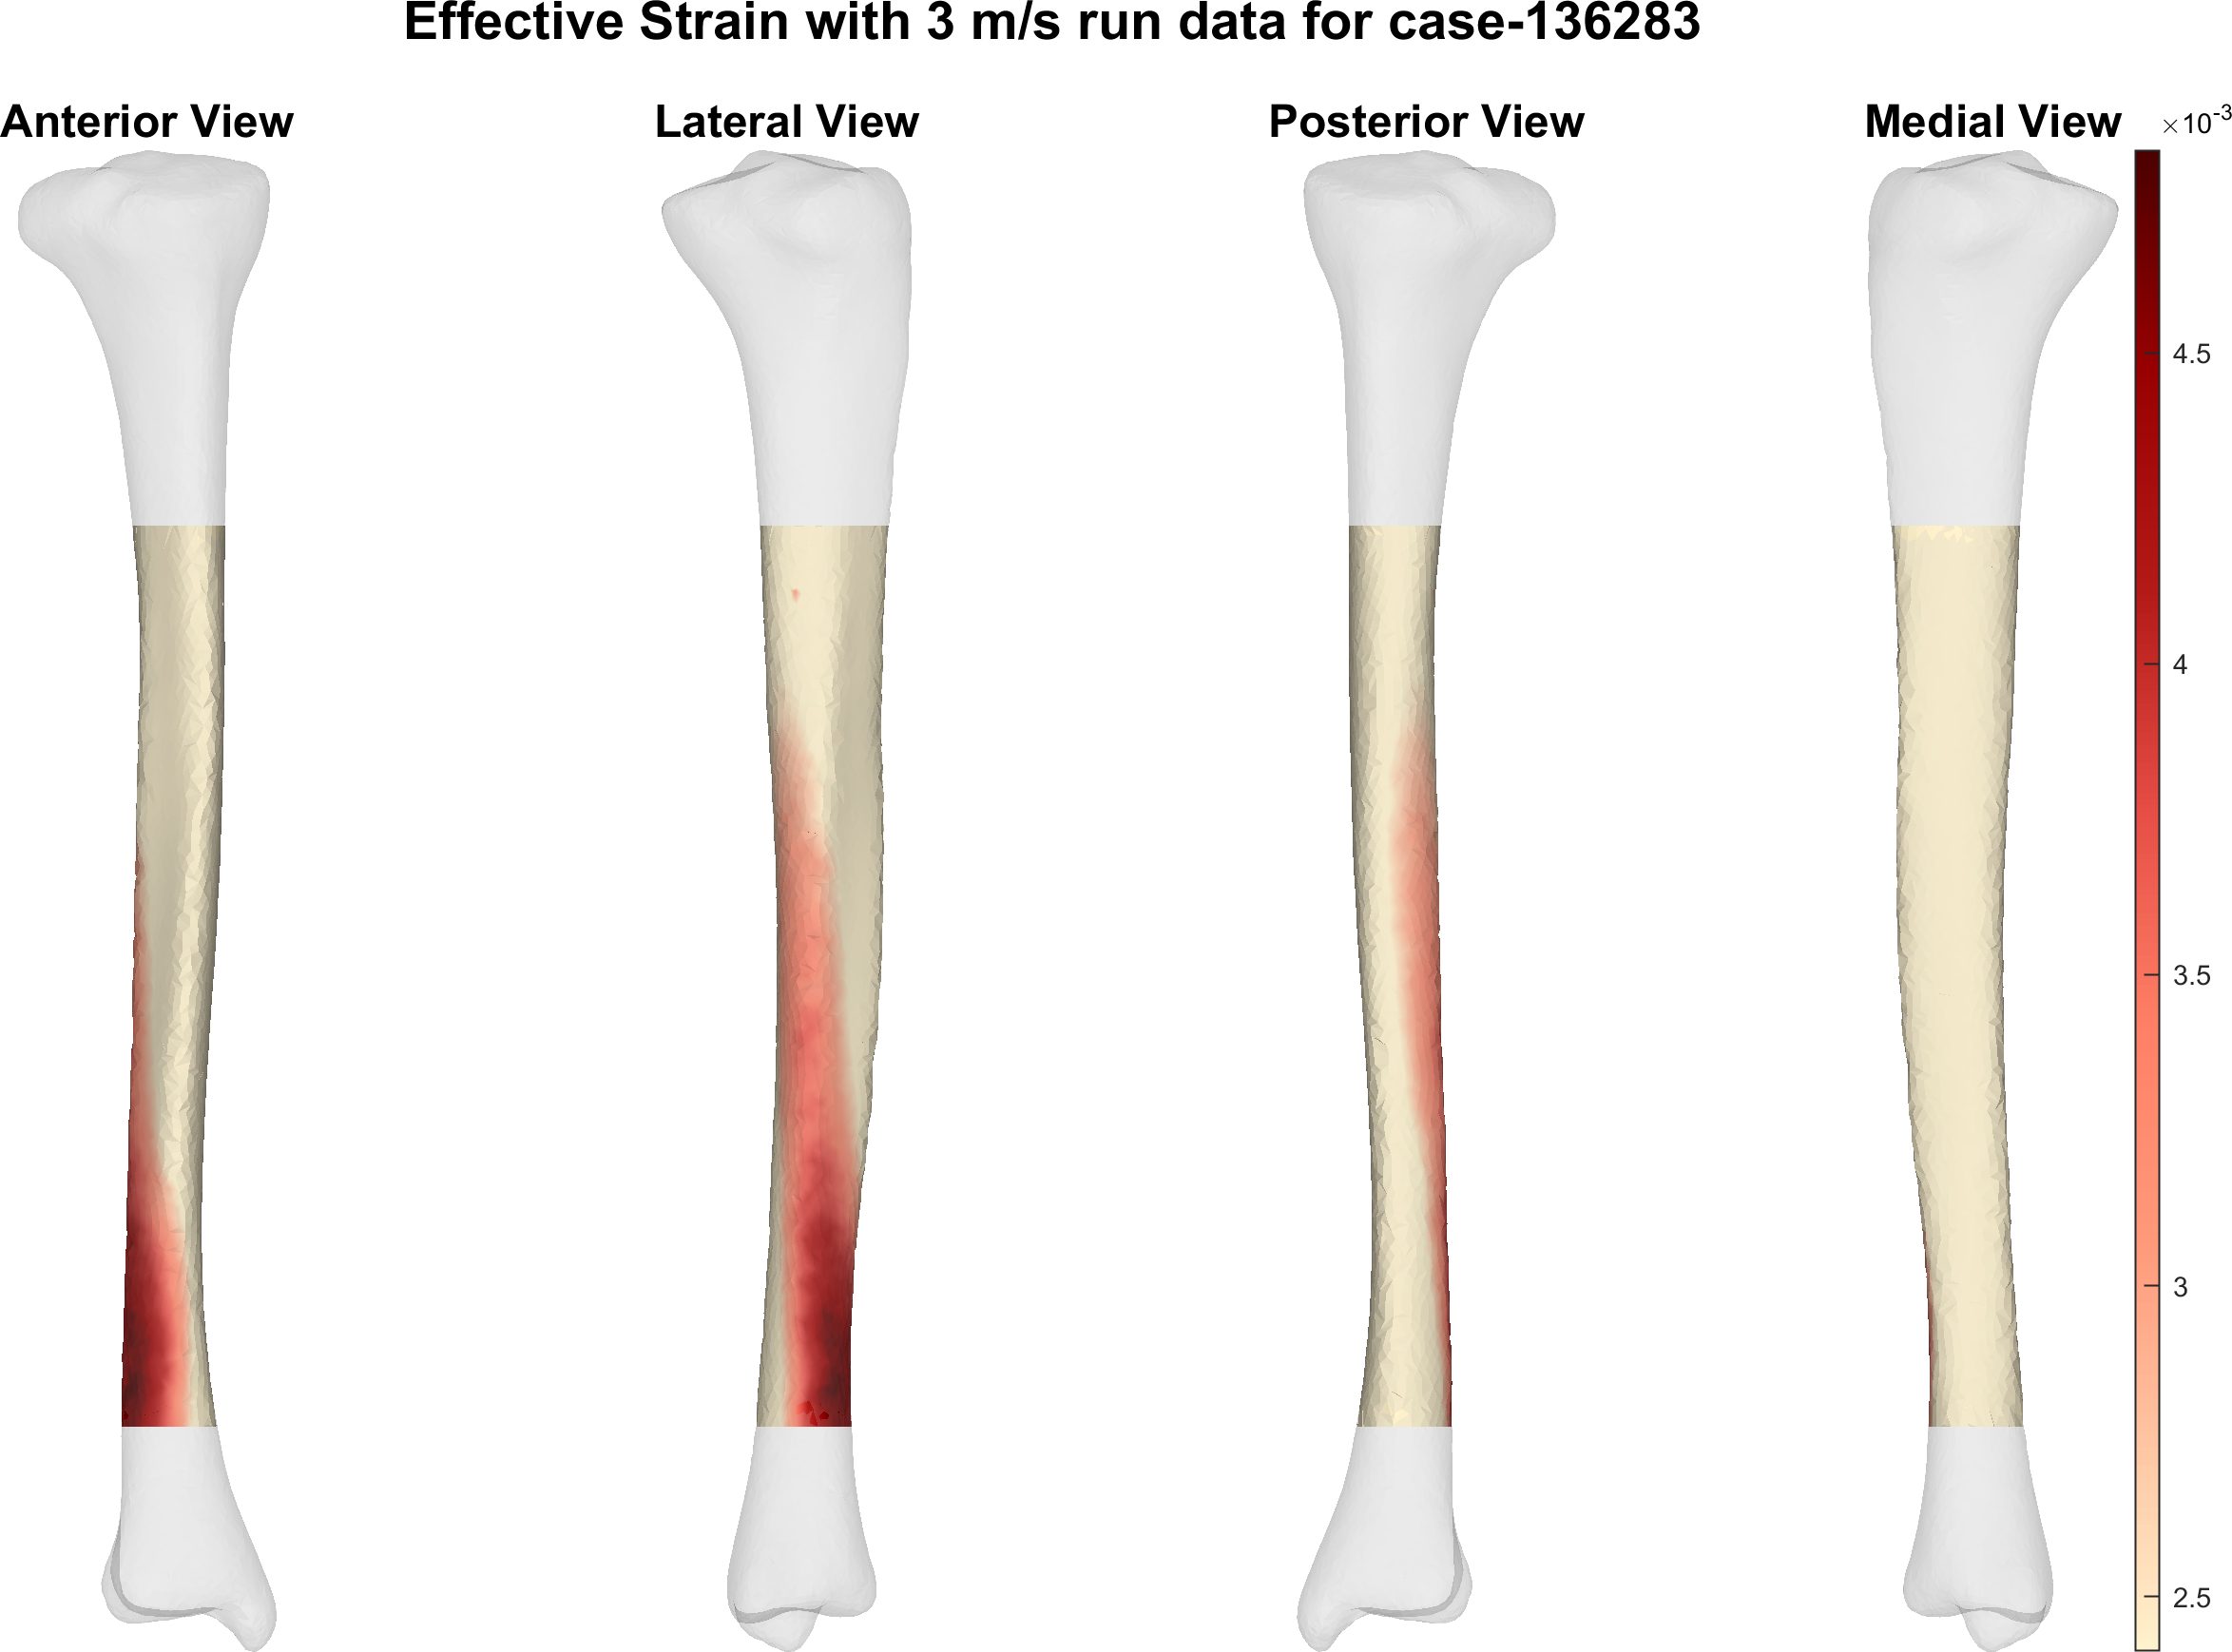 Effective Strain with 3 m/s run data for case-136283
Anterior View
Lateral View
Posterior View
Medial View
×10-3
4.5
4
3.5
3
2.5